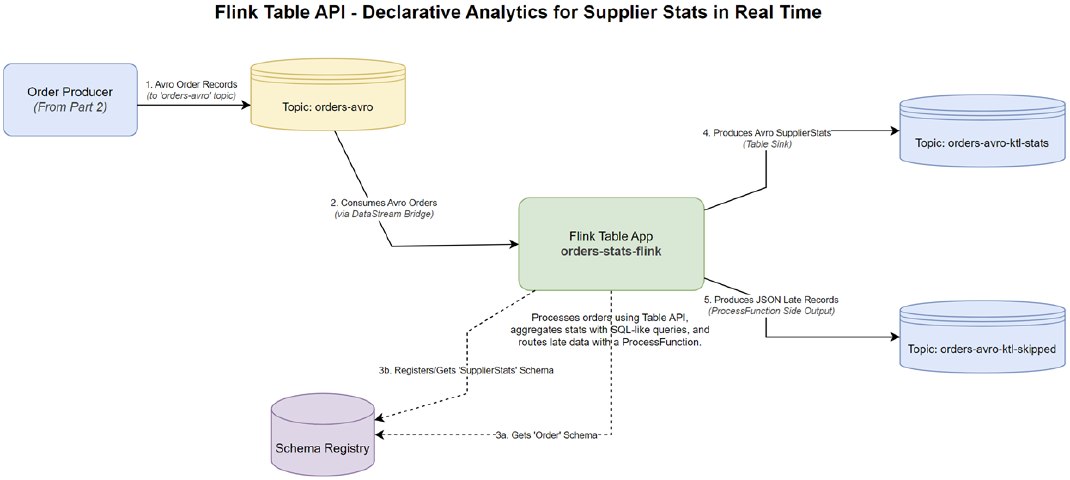 Flink Table API - Declarative Analytics for Supplier Stats in Real Time
Order Producer
(From Part 2)
1. Avro Order Records
(to 'orders-avro' topic)
Topic: orders-avro
2. Consumes Avro Orders
(via DataStream Bridge)
Flink Table App
orders-stats-flink
4. Produces Avro SupplierStats
(Table Sink)
Topic: orders-avro-ktl-stats
5. Produces JSON Late Records
(ProcessFunction Side Output)
Topic: orders-avro-ktl-skipped
Processes orders using Table API,
aggregates stats with SQL-like queries, and
routes late data with a ProcessFunction.
3b. Registers/Gets 'SupplierStats' Schema
3a. Gets 'Order' Schema
Schema Registry